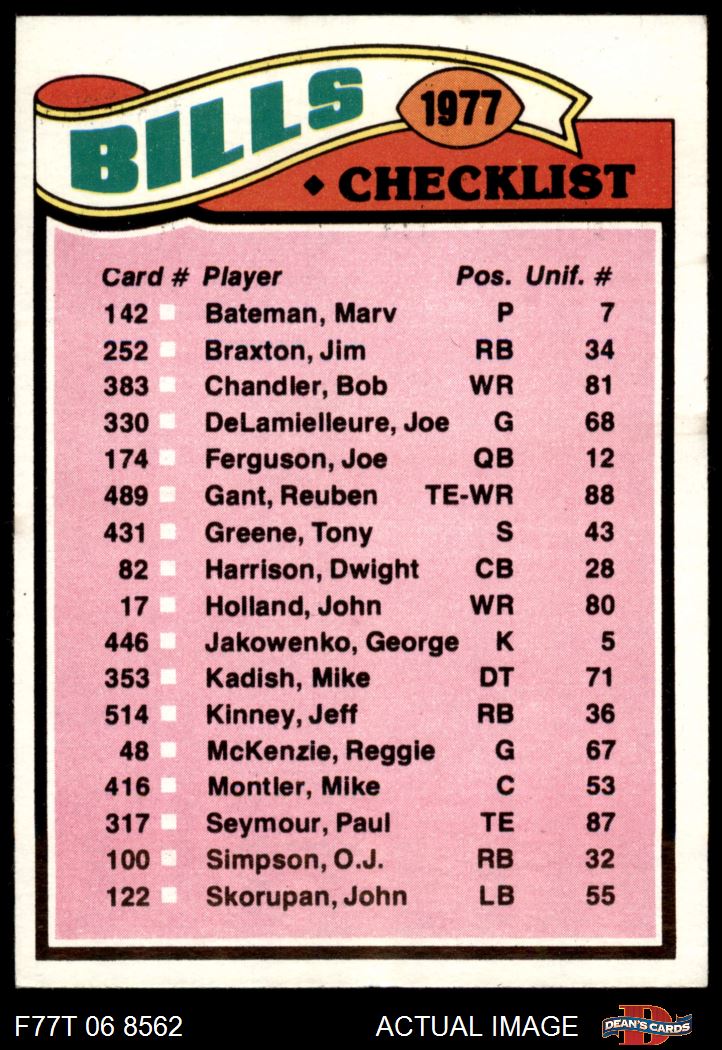 BILLS
1977
◆ CHECKLIST
Card # Player Pos. Unif. #
142 Bateman, Marv P 7
252 Braxton, Jim RB 34
383 Chandler, Bob WR 81
330 DeLamielleure, Joe G 68
174 Ferguson, Joe QB 12
489 Gant, Reuben TE-WR 88
431 Greene, Tony S 43
82 Harrison, Dwight CB 28
17 Holland, John WR 80
446 Jakowenko, George K 5
353 Kadish, Mike DT 71
514 Kinney, Jeff RB 36
48 McKenzie, Reggie G 67
416 Montler, Mike C 53
317 Seymour, Paul TE 87
100 Simpson, O.J. RB 32
122 Skorupan, John LB 55
F77T 06 8562 ACTUAL IMAGE D DEAN'S CARDS